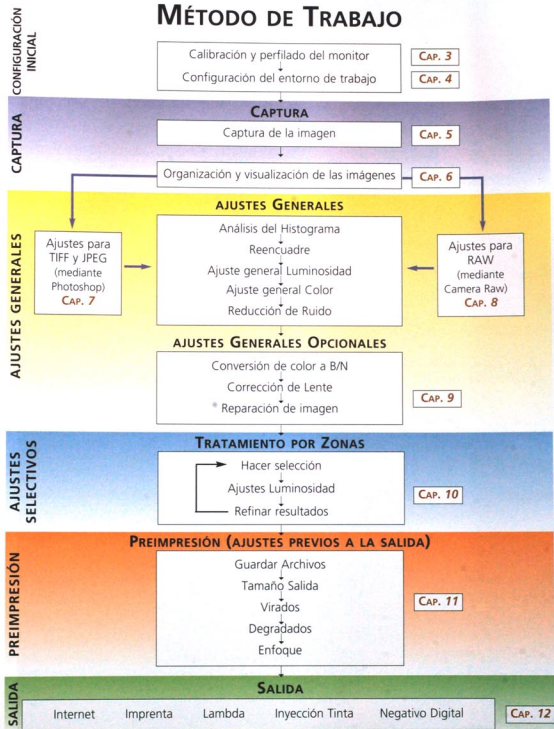 MÉTODO DE TRABAJO
CONFIGURACIÓN
INICIAL
Calibración y perfilado del monitor
CAP. 3
Configuración del entorno de trabajo
CAP. 4
CAPTURA
CAPTURA
Captura de la imagen
CAP. 5
Organización y visualización de las imágenes
CAP. 6
AJUSTES GENERALES
AJUSTES GENERALES
Análisis del Histograma
Reencuadre
Ajuste general Luminosidad
Ajuste general Color
Reducción de Ruido
Ajustes para
TIFF y JPEG
(mediante
Photoshop)
CAP. 7
Ajustes para
RAW
(mediante
Camera Raw)
CAP. 8
AJUSTES GENERALES OPCIONALES
Conversión de color a B/N
Corrección de Lente
Reparación de imagen
CAP. 9
AJUSTES
SELECTIVOS
TRATAMIENTO POR ZONAS
Hacer selección
Ajustes Luminosidad
Refinar resultados
CAP. 10
PREIMPRESIÓN
PREIMPRESIÓN (AJUSTES PREVIOS A LA SALIDA)
Guardar Archivos
Tamaño Salida
Virados
Degradados
Enfoque
CAP. 11
SALIDA
SALIDA
Internet Imprenta Lambda Inyección Tinta Negativo Digital
CAP. 12